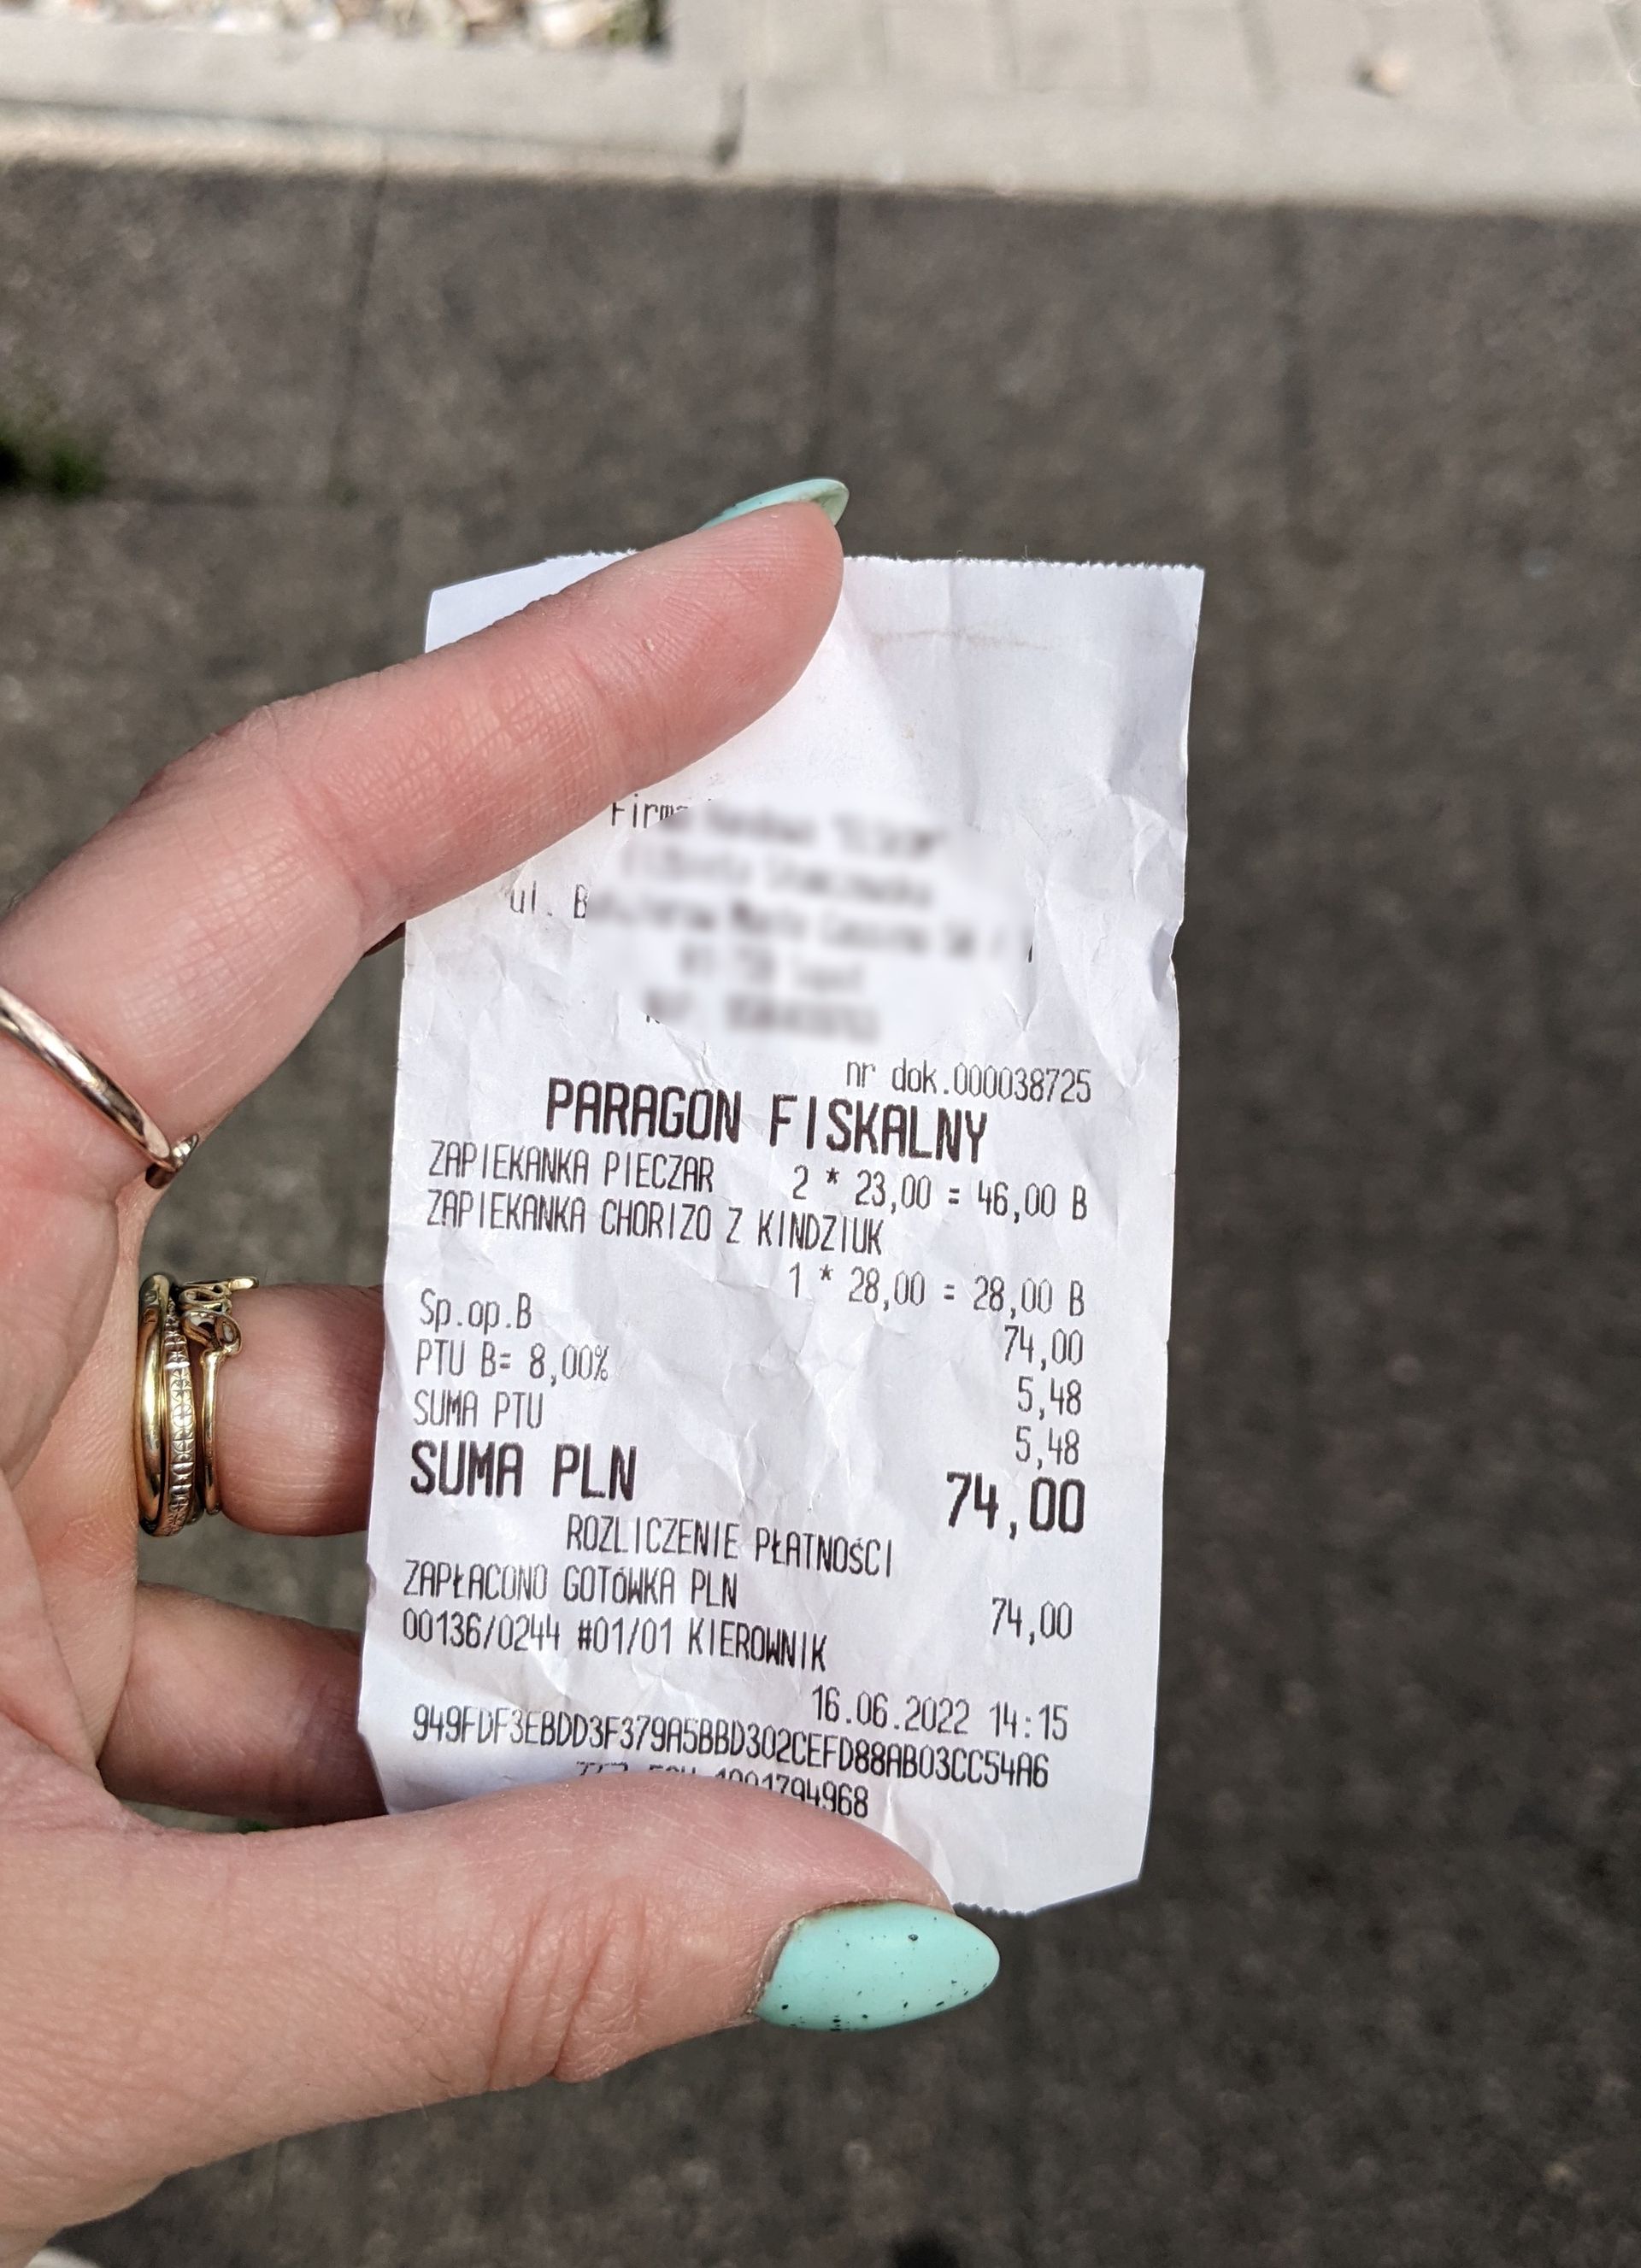 ul.
nr dok.000038725
PARAGON FISKALNY
ZAPIEKANKA PIECZAR 2 * 23,00 = 46,00 B
ZAPIEKANKA CHORIZO Z KINDZIUK
1 * 28,00 = 28,00 B
Sp.op.B 74,00
PTU B= 8,00% 5,48
SUMA PTU 5,48
SUMA PLN 74,00
ROZLICZENIE PŁATNOŚCI
ZAPŁACONO GOTÓWKA PLN 74,00
00136/0244 #01/01 KIEROWNIK
16.06.2022 14:15
949FDF3EBDD3F379A5BBD302CEFD88AB03CC54A6